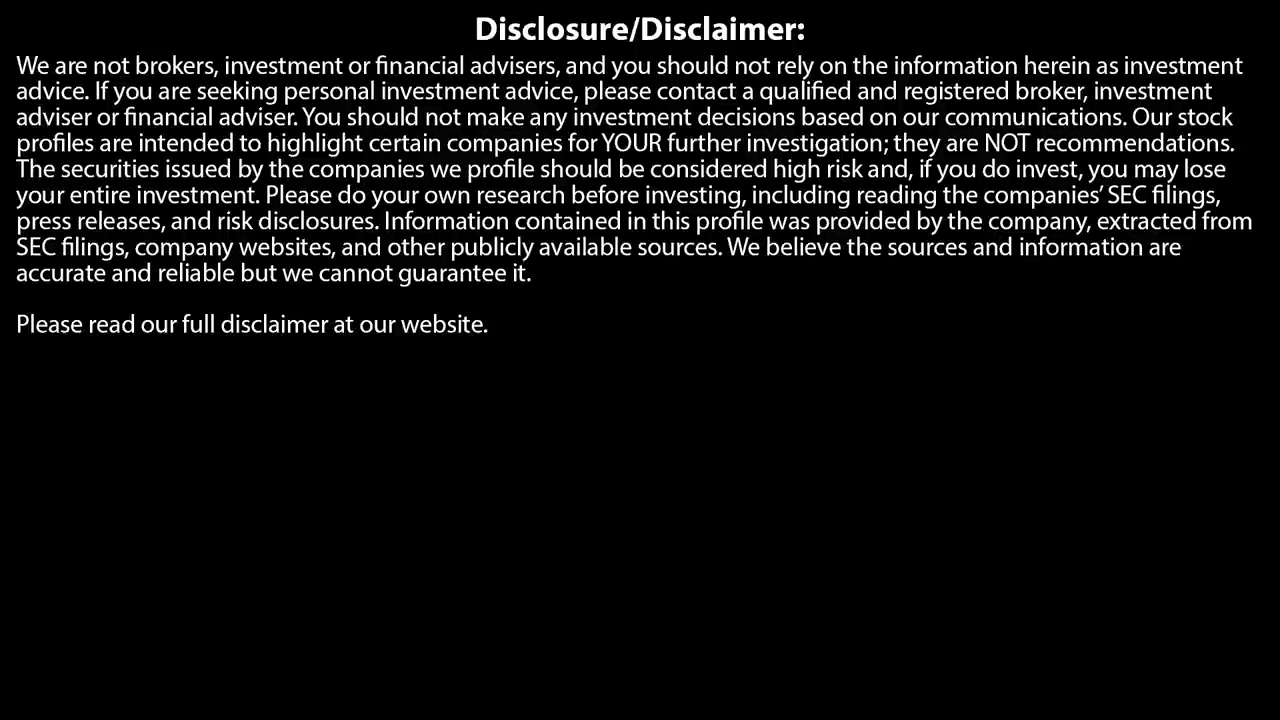 Disclosure/Disclaimer:
We are not brokers, investment or financial advisers, and you should not rely on the information herein as investment
advice. If you are seeking personal investment advice, please contact a qualified and registered broker, investment
adviser or financial adviser. You should not make any investment decisions based on our communications. Our stock
profiles are intended to highlight certain companies for YOUR further investigation; they are NOT recommendations.
The securities issued by the companies we profile should be considered high risk and, if you do invest, you may lose
your entire investment. Please do your own research before investing, including reading the companies’ SEC filings,
press releases, and risk disclosures. Information contained in this profile was provided by the company, extracted from
SEC filings, company websites, and other publicly available sources. We believe the sources and information are
accurate and reliable but we cannot guarantee it.
Please read our full disclaimer at our website.